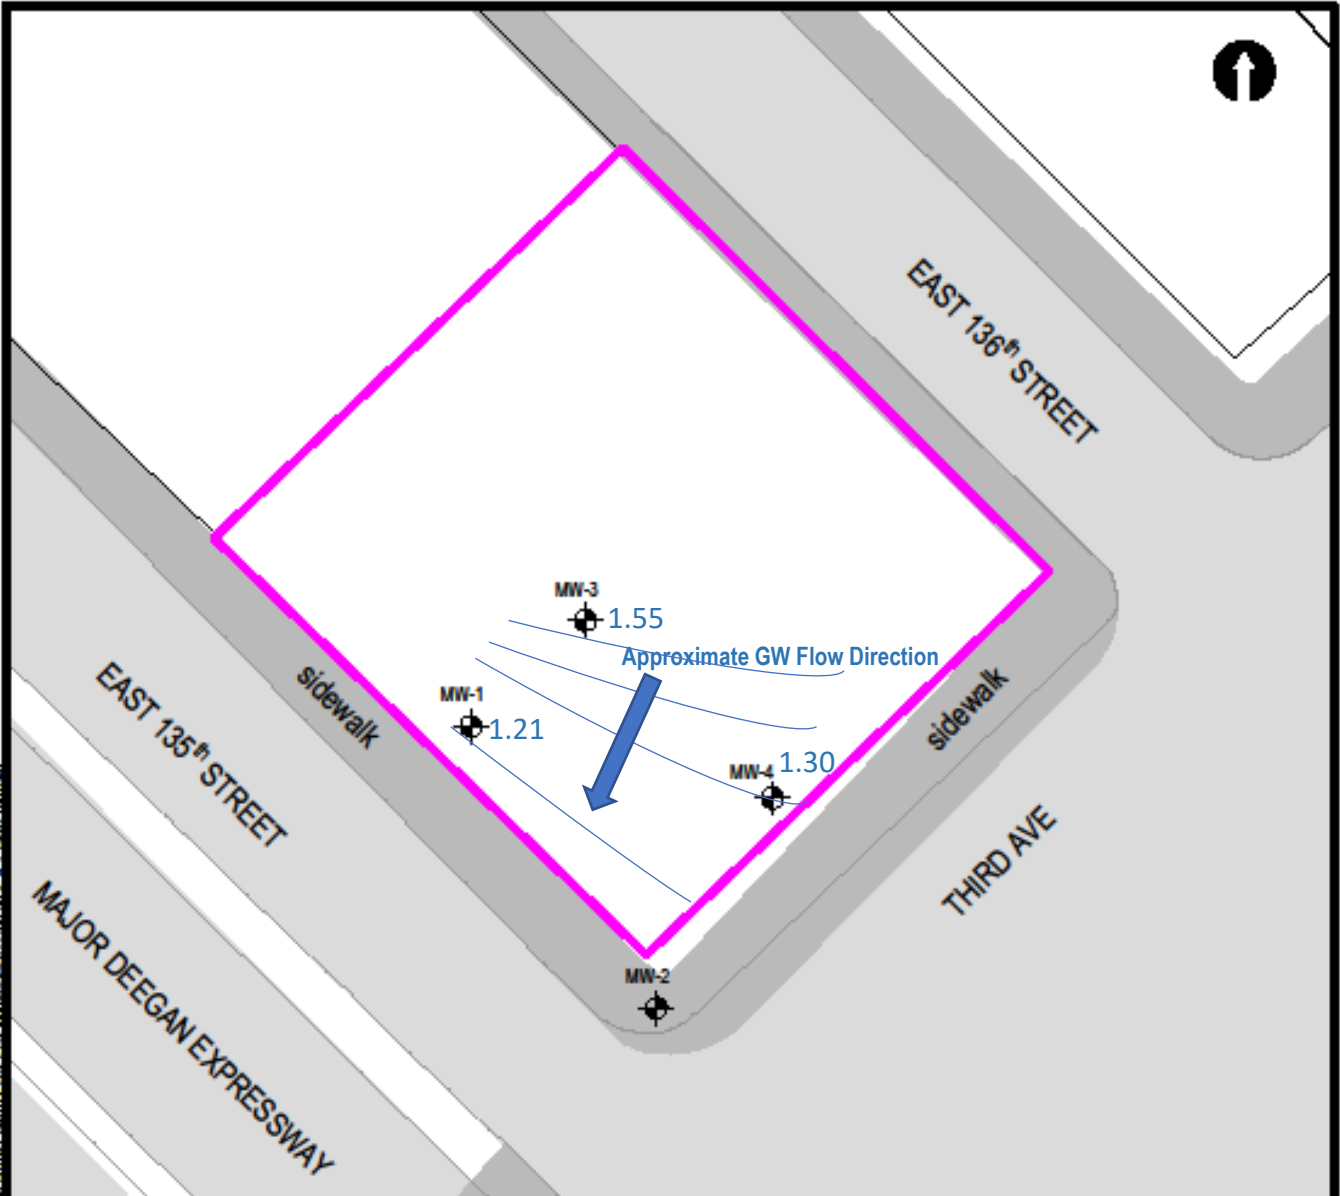 EAST 136th STREET
MW-3
1.55
Approximate GW Flow Direction
MW-1
1.21
MW-4
1.30
sidewalk
sidewalk
EAST 135th STREET
THIRD AVE
MW-2
MAJOR DEEGAN EXPRESSWAY